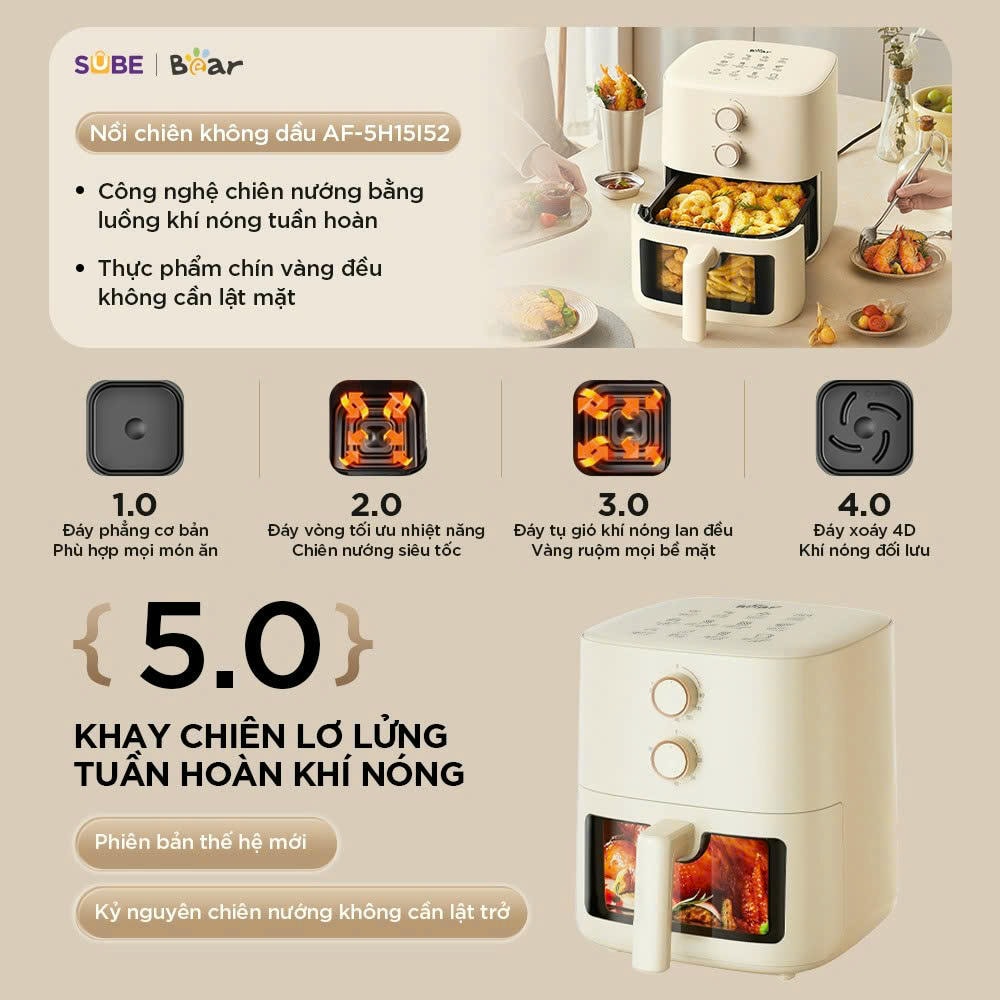 SUBE | Bear
Nồi chiên không dầu AF-5H15I52
• Công nghệ chiên nướng bằng
luồng khí nóng tuần hoàn
• Thực phẩm chín vàng đều
không cần lật mặt
Bear
1.0
Đáy phẳng cơ bản
Phù hợp mọi món ăn
2.0
Đáy vòng tối ưu nhiệt năng
Chiên nướng siêu tốc
3.0
Đáy tụ gió khí nóng lan đều
Vàng ruộm mọi bề mặt
4.0
Đáy xoáy 4D
Khí nóng đối lưu
{5.0}
KHAY CHIÊN LƠ LỬNG
TUẦN HOÀN KHÍ NÓNG
Phiên bản thế hệ mới
Kỷ nguyên chiên nướng không cần lật trở
Bear